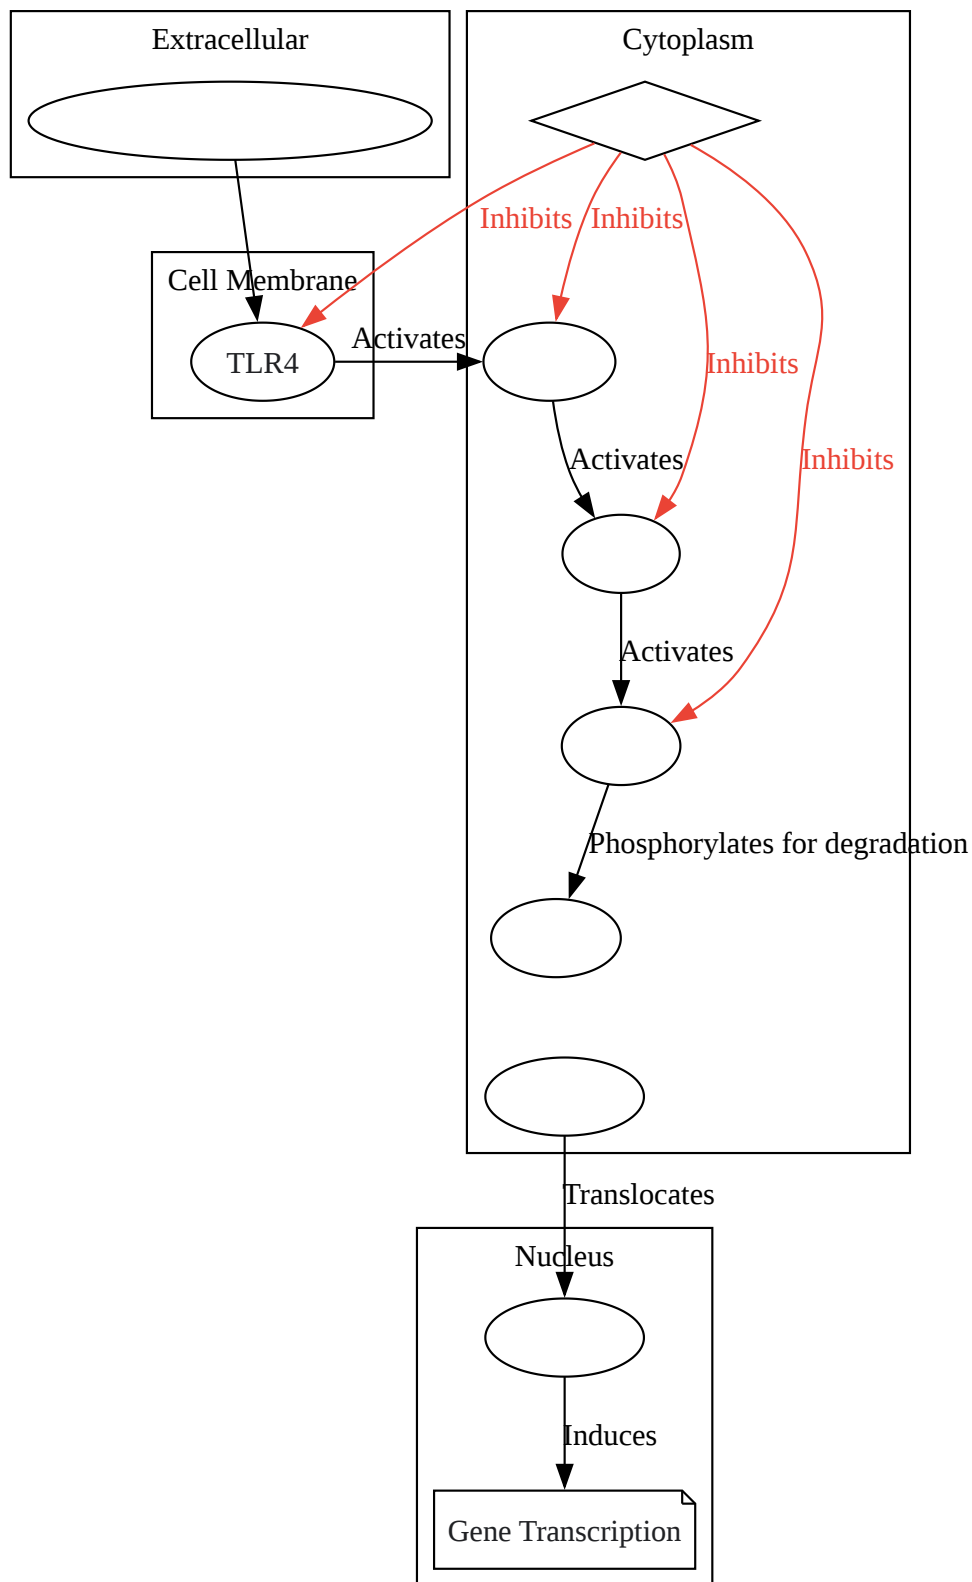 Extracellular
Cytoplasm
Inhibits
Inhibits
Cell Membrane
Activates
TLR4
Inhibits
Activates
Inhibits
Activates
Phosphorylates for degradation
Translocates
Nucleus
Induces
Gene Transcription